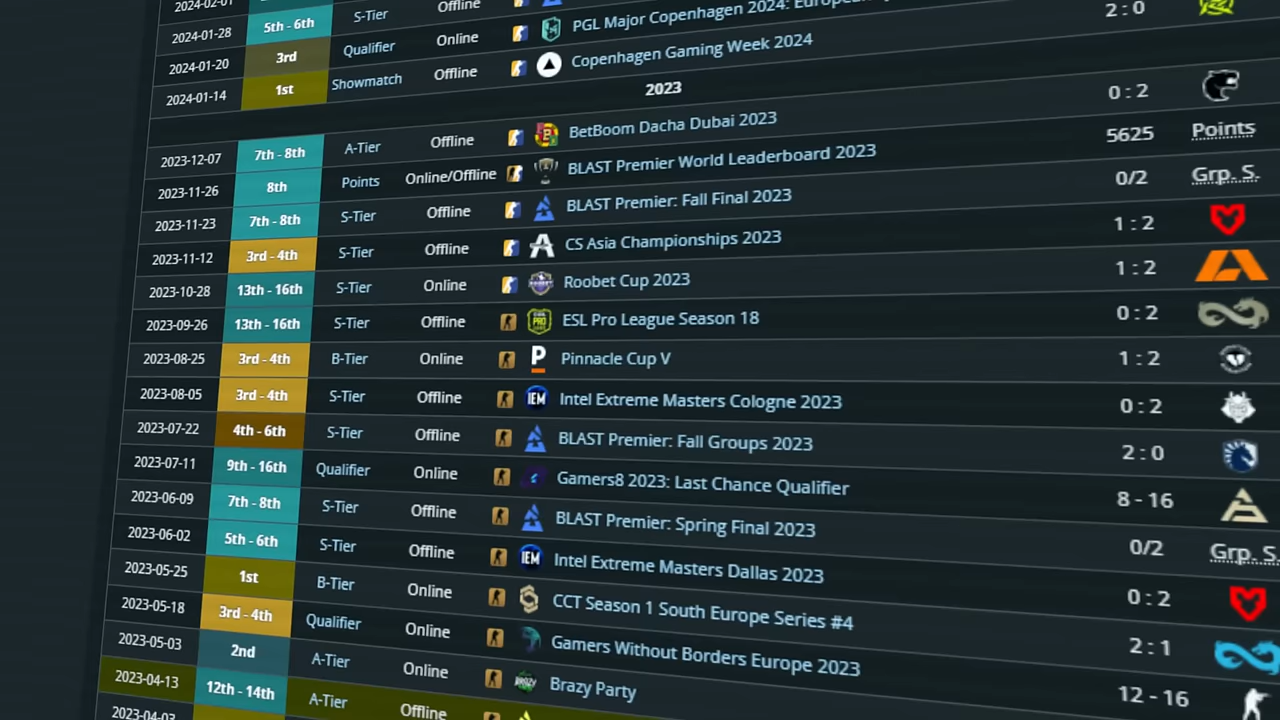 2024-02-01 Offline
2024-01-28 5th - 6th S-Tier Offline
2024-01-20 3rd Qualifier Online PGL Major Copenhagen 2024:
2024-01-14 1st Showmatch Offline Copenhagen Gaming Week 2024 2 : 0
2023
2023-12-07 7th - 8th A-Tier Offline BetBoom Dacha Dubai 2023 0 : 2
2023-11-26 8th Points Online/Offline BLAST Premier World Leaderboard 2023 5625 Points
2023-11-23 7th - 8th S-Tier Offline BLAST Premier: Fall Final 2023 0/2 Grp. S.
2023-11-12 3rd - 4th S-Tier Offline CS Asia Championships 2023 1 : 2
2023-10-28 13th - 16th S-Tier Online Roobet Cup 2023 1 : 2
2023-09-26 13th - 16th S-Tier Offline ESL Pro League Season 18 0 : 2
2023-08-25 3rd - 4th B-Tier Online Pinnacle Cup V 1 : 2
2023-08-05 3rd - 4th S-Tier Offline IEM Intel Extreme Masters Cologne 2023 0 : 2
2023-07-22 4th - 6th S-Tier Offline BLAST Premier: Fall Groups 2023 2 : 0
2023-07-11 9th - 16th Qualifier Online Gamers8 2023: Last Chance Qualifier 8 - 16
2023-06-09 7th - 8th S-Tier Offline BLAST Premier: Spring Final 2023 0/2 Grp. S.
2023-06-02 5th - 6th S-Tier Offline IEM Intel Extreme Masters Dallas 2023 0 : 2
2023-05-25 1st B-Tier Online CCT Season 1 South Europe Series #4 2 : 1
2023-05-18 3rd - 4th Qualifier Online Gamers Without Borders Europe 2023 12 - 16
2023-05-03 2nd A-Tier Online BRAZY Brazy Party
2023-04-13 12th - 14th A-Tier Offline
2023-04-03